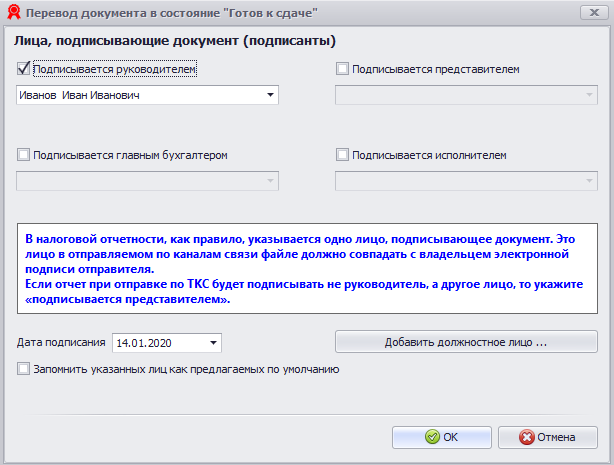 Перевод документа в состояние "Готов к сдаче"
Лица, подписывающие документ (подписанты)
Подписывается руководителем
Подписывается представителем
Иванов Иван Иванович
Подписывается главным бухгалтером
Подписывается исполнителем
В налоговой отчетности, как правило, указывается одно лицо, подписывающее документ. Это
лицо в отправляемом по каналам связи файле должно совпадать с владельцем электронной
подписи отправителя.
Если отчет при отправке по ТКС будет подписывать не руководитель, а другое лицо, то укажите
«подписывается представителем».
Дата подписания
14.01.2020
Добавить должностное лицо ...
Запомнить указанных лиц как предлагаемых по умолчанию
OK
Отмена